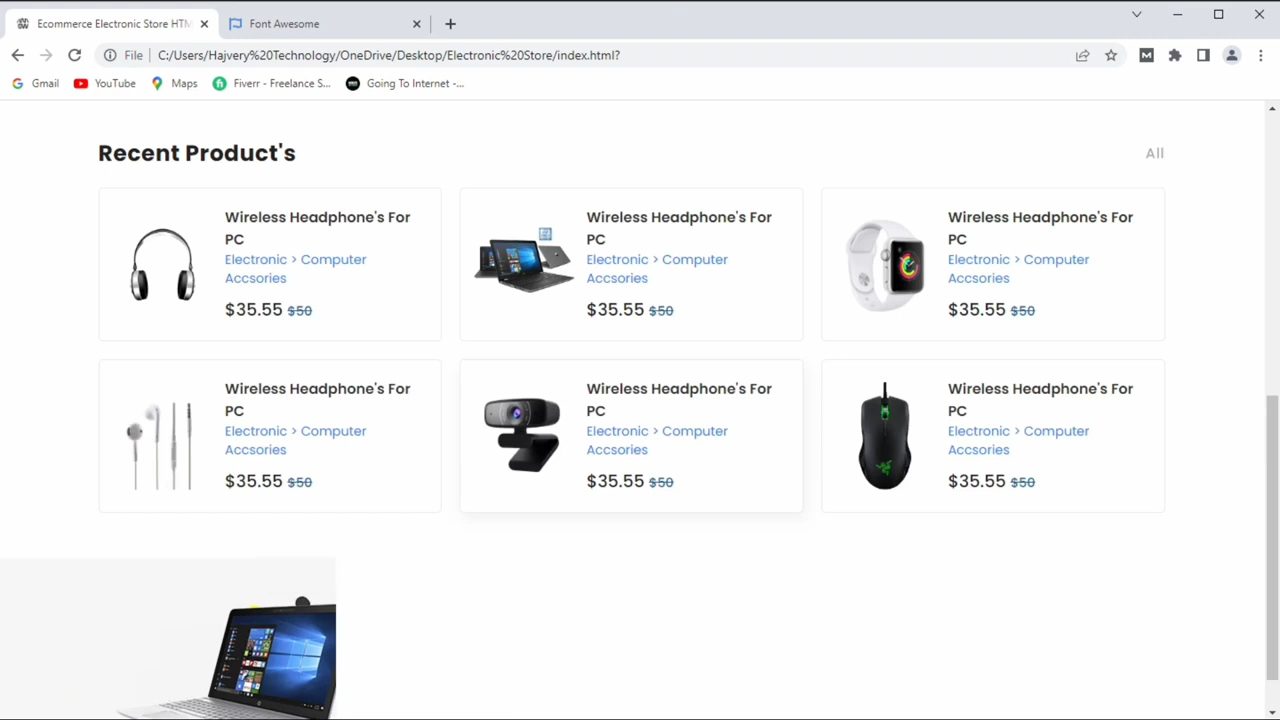 Ecommerce Electronic Store HTM
Font Awesome
File
C:/Users/Hajvery%20Technology/OneDrive/Desktop/Electronic%20Store/index.html?
Gmail
YouTube
Maps
Fiverr - Freelance S...
Going To Internet -...
Recent Product's
All
Wireless Headphone's For
PC
Electronic > Computer
Accsories
$35.55 $50
Wireless Headphone's For
PC
Electronic > Computer
Accsories
$35.55 $50
Wireless Headphone's For
PC
Electronic > Computer
Accsories
$35.55 $50
Wireless Headphone's For
PC
Electronic > Computer
Accsories
$35.55 $50
Wireless Headphone's For
PC
Electronic > Computer
Accsories
$35.55 $50
Wireless Headphone's For
PC
Electronic > Computer
Accsories
$35.55 $50